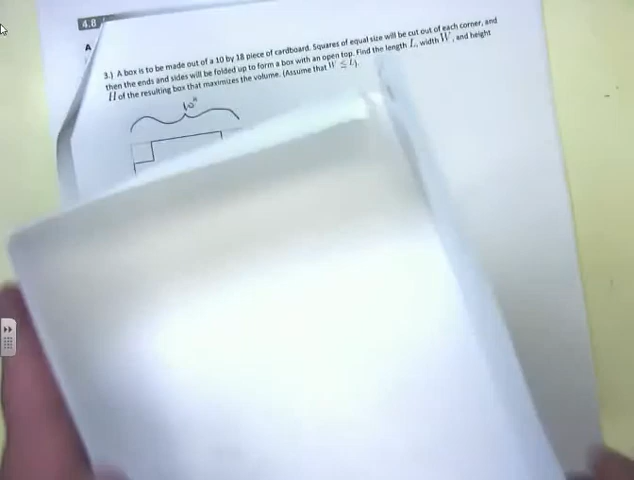 4.8
A
3.) A box is to be made out of a 10 by 18 piece of cardboard. Squares of equal size will be cut out of each corner, and
then the ends and sides will be folded up to form a box with an open top. Find the length L, width W, and height
H of the resulting box that maximizes the volume. (Assume that W ≤ L).
10"